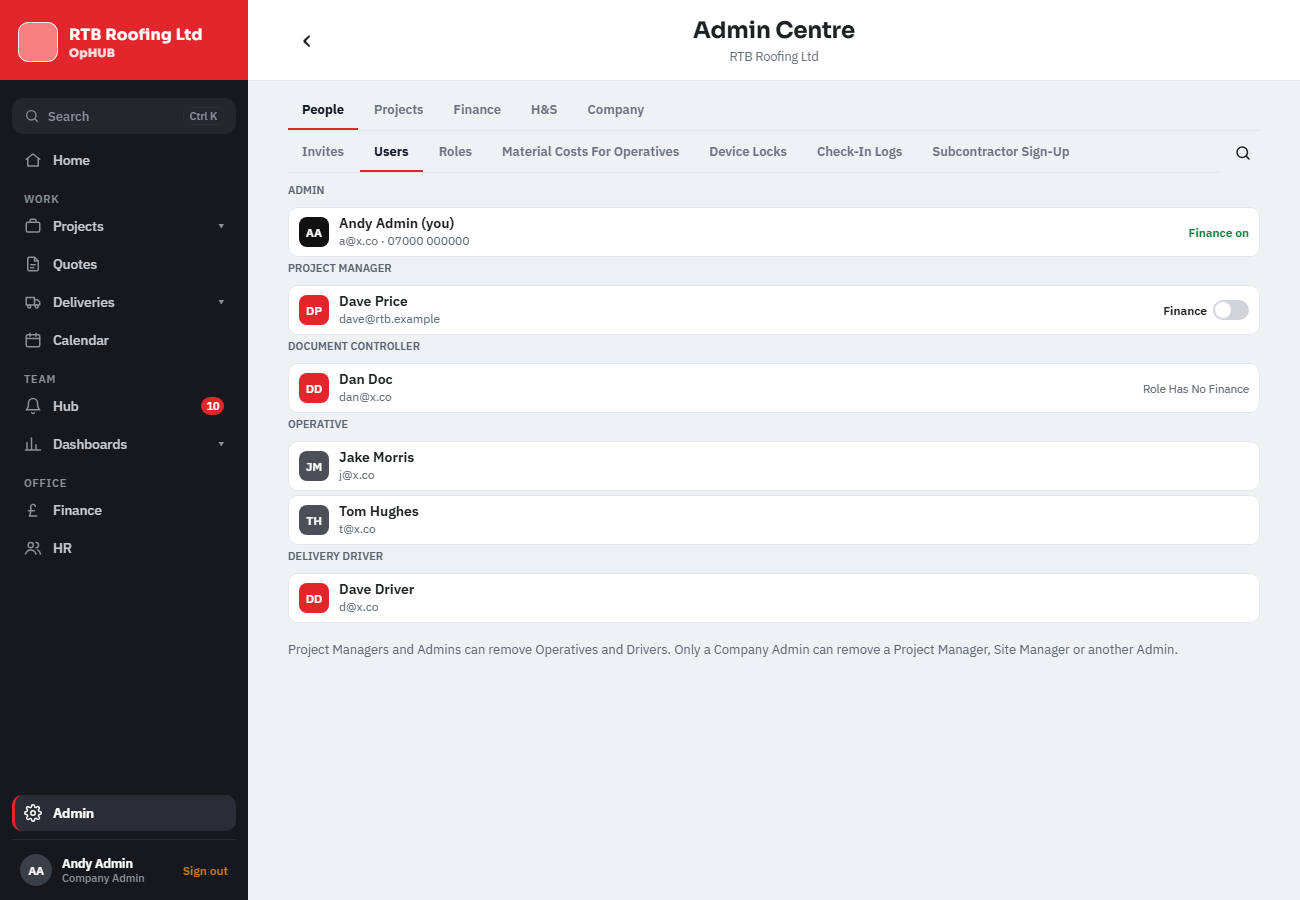 RTB Roofing Ltd
OpHUB
Search
Ctrl K
Home
WORK
Projects
Quotes
Deliveries
Calendar
TEAM
Hub
10
Dashboards
OFFICE
Finance
HR
Admin
AA
Andy Admin
Company Admin
Sign out
Admin Centre
RTB Roofing Ltd
People
Projects
Finance
H&S
Company
Invites
Users
Roles
Material Costs For Operatives
Device Locks
Check-In Logs
Subcontractor Sign-Up
ADMIN
AA
Andy Admin (you)
a@x.co · 07000 000000
Finance on
PROJECT MANAGER
DP
Dave Price
dave@rtb.example
Finance
DOCUMENT CONTROLLER
DD
Dan Doc
dan@x.co
Role Has No Finance
OPERATIVE
JM
Jake Morris
j@x.co
TH
Tom Hughes
t@x.co
DELIVERY DRIVER
DD
Dave Driver
d@x.co
Project Managers and Admins can remove Operatives and Drivers. Only a Company Admin can remove a Project Manager, Site Manager or another Admin.